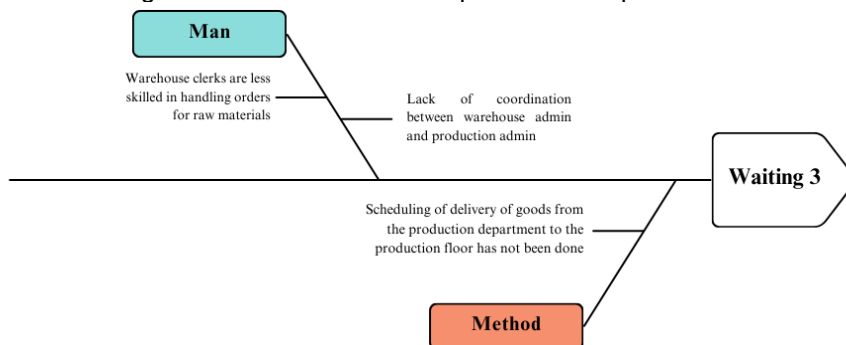 Man
Warehouse clerks are less
skilled in handling orders
for raw materials
Lack of coordination
between warehouse admin
and production admin
Waiting 3
Scheduling of delivery of goods from
the production department to the
production floor has not been done
Method